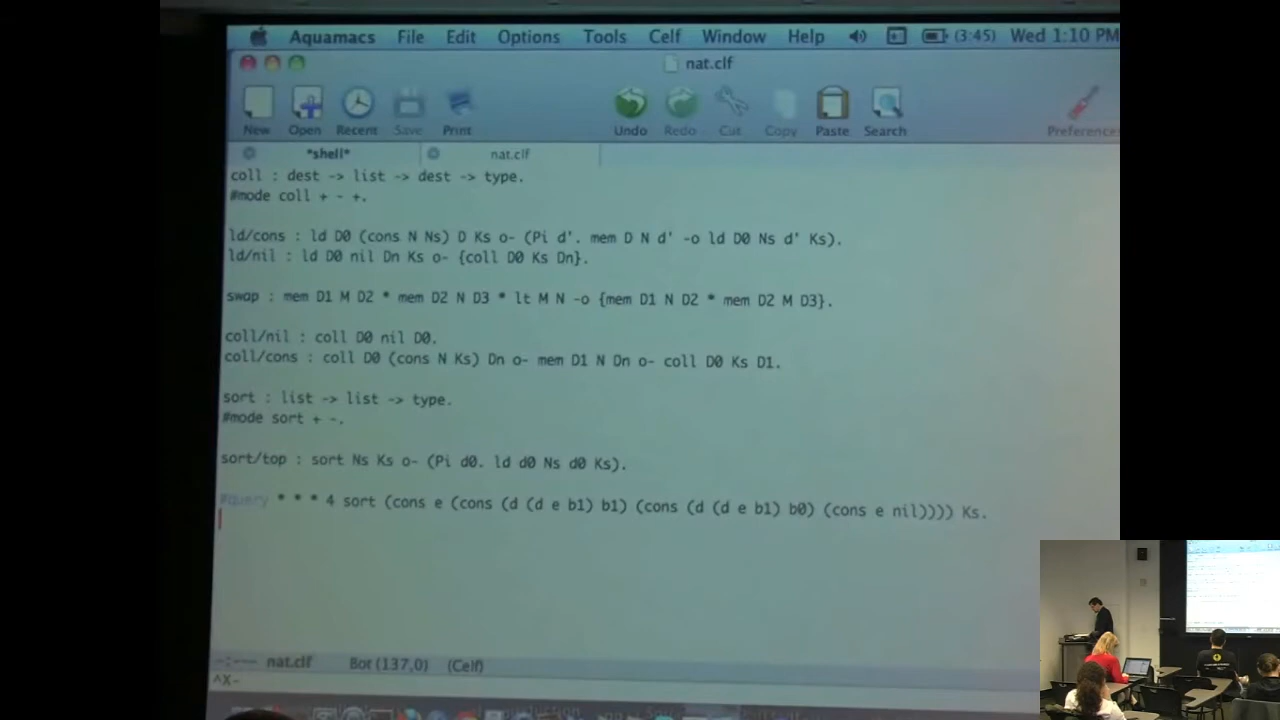 Aquamacs File Edit Options Tools Celf Window Help (3:45) Wed 1:10 PM
nat.clf
New Open Recent Save Print Undo Redo Cut Copy Paste Search Preferences
*shell* nat.clf
coll : dest -> list -> dest -> type.
#mode coll + - +.
ld/cons : ld D0 (cons N Ns) D Ks o- (Pi d'. mem D N d' -o ld D0 Ns d' Ks).
ld/nil : ld D0 nil Dn Ks o- {coll D0 Ks Dn}.
swap : mem D1 M D2 * mem D2 N D3 * lt M N -o {mem D1 N D2 * mem D2 M D3}.
coll/nil : coll D0 nil D0.
coll/cons : coll D0 (cons N Ks) Dn o- mem D1 N Dn o- coll D0 Ks D1.
sort : list -> list -> type.
#mode sort + -.
sort/top : sort Ns Ks o- (Pi d0. ld d0 Ns d0 Ks).
#query * * * 4 sort (cons e (cons (d (d e b1) b1) (cons (d (d e b1) b0) (cons e nil)))) Ks.
-:--- nat.clf Bot (137,0) (Celf)
^X-